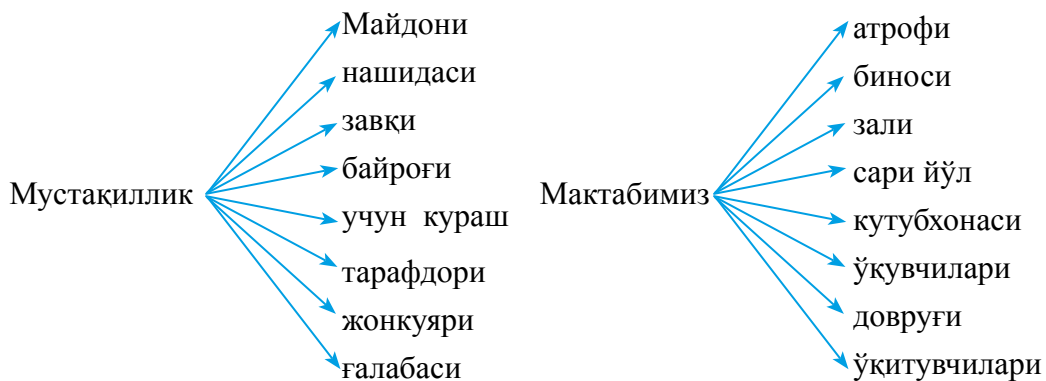 Мустақиллик
Майдони
нашидаси
завқи
байроғи
учун кураш
тарафдори
жонкуяри
ғалабаси
Мактабимиз
атрофи
биноси
зали
сари йўл
кутубхонаси
ўқувчилари
довруғи
ўқитувчилари